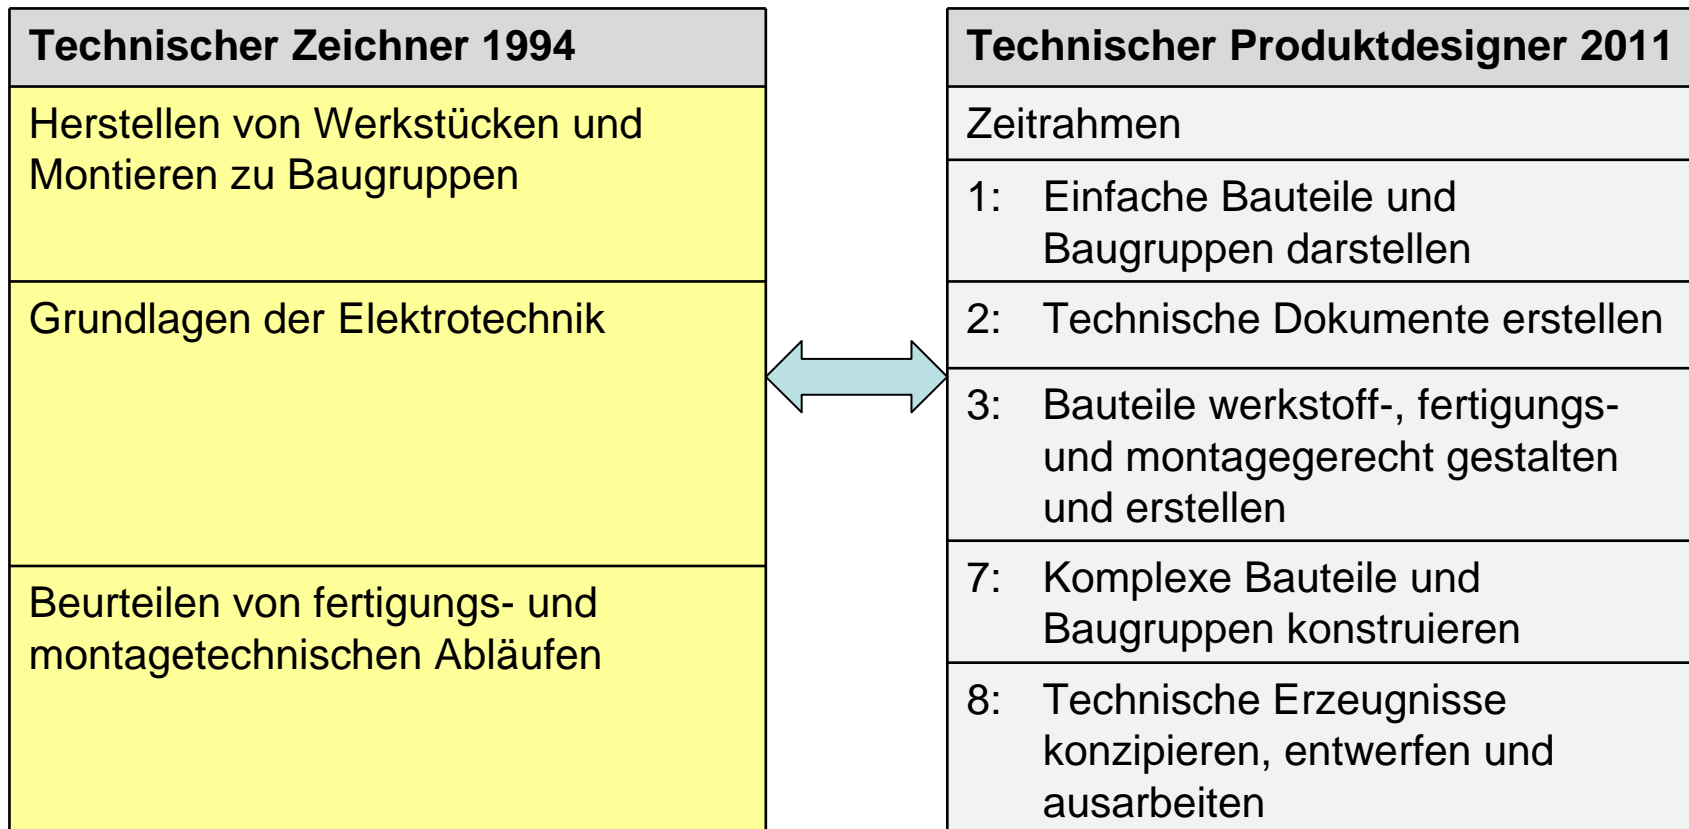 Technischer Zeichner 1994
Herstellen von Werkstücken und
Montieren zu Baugruppen
Grundlagen der Elektrotechnik
Beurteilen von fertigungs- und
montagetechnischen Abläufen
Technischer Produktdesigner 2011
Zeitrahmen
1: Einfache Bauteile und
Baugruppen darstellen
2: Technische Dokumente erstellen
3: Bauteile werkstoff-, fertigungs-
und montagegerecht gestalten
und erstellen
7: Komplexe Bauteile und
Baugruppen konstruieren
8: Technische Erzeugnisse
konzipieren, entwerfen und
ausarbeiten